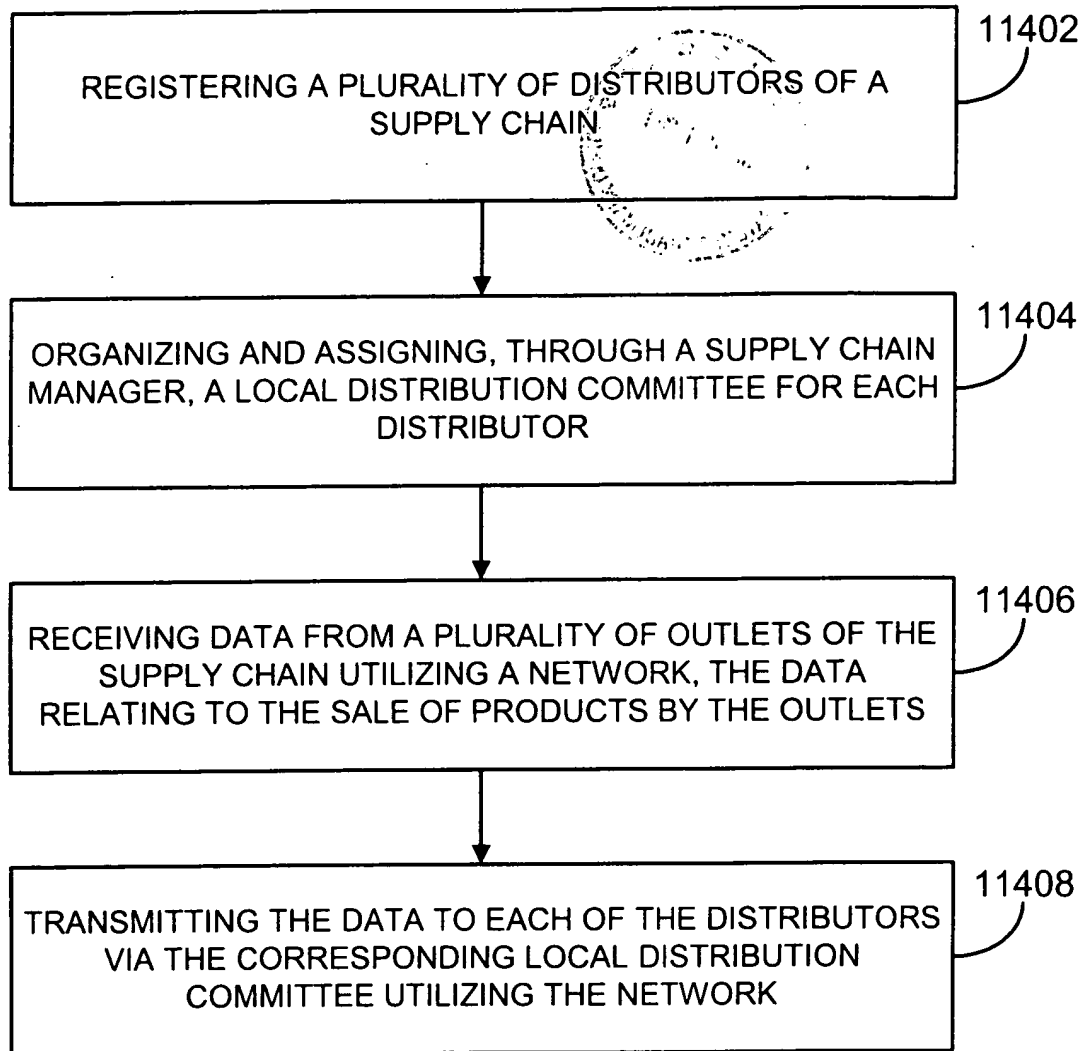 11402
REGISTERING A PLURALITY OF DISTRIBUTORS OF A
SUPPLY CHAIN
11404
ORGANIZING AND ASSIGNING, THROUGH A SUPPLY CHAIN
MANAGER, A LOCAL DISTRIBUTION COMMITTEE FOR EACH
DISTRIBUTOR
11406
RECEIVING DATA FROM A PLURALITY OF OUTLETS OF THE
SUPPLY CHAIN UTILIZING A NETWORK, THE DATA
RELATING TO THE SALE OF PRODUCTS BY THE OUTLETS
11408
TRANSMITTING THE DATA TO EACH OF THE DISTRIBUTORS
VIA THE CORRESPONDING LOCAL DISTRIBUTION
COMMITTEE UTILIZING THE NETWORK